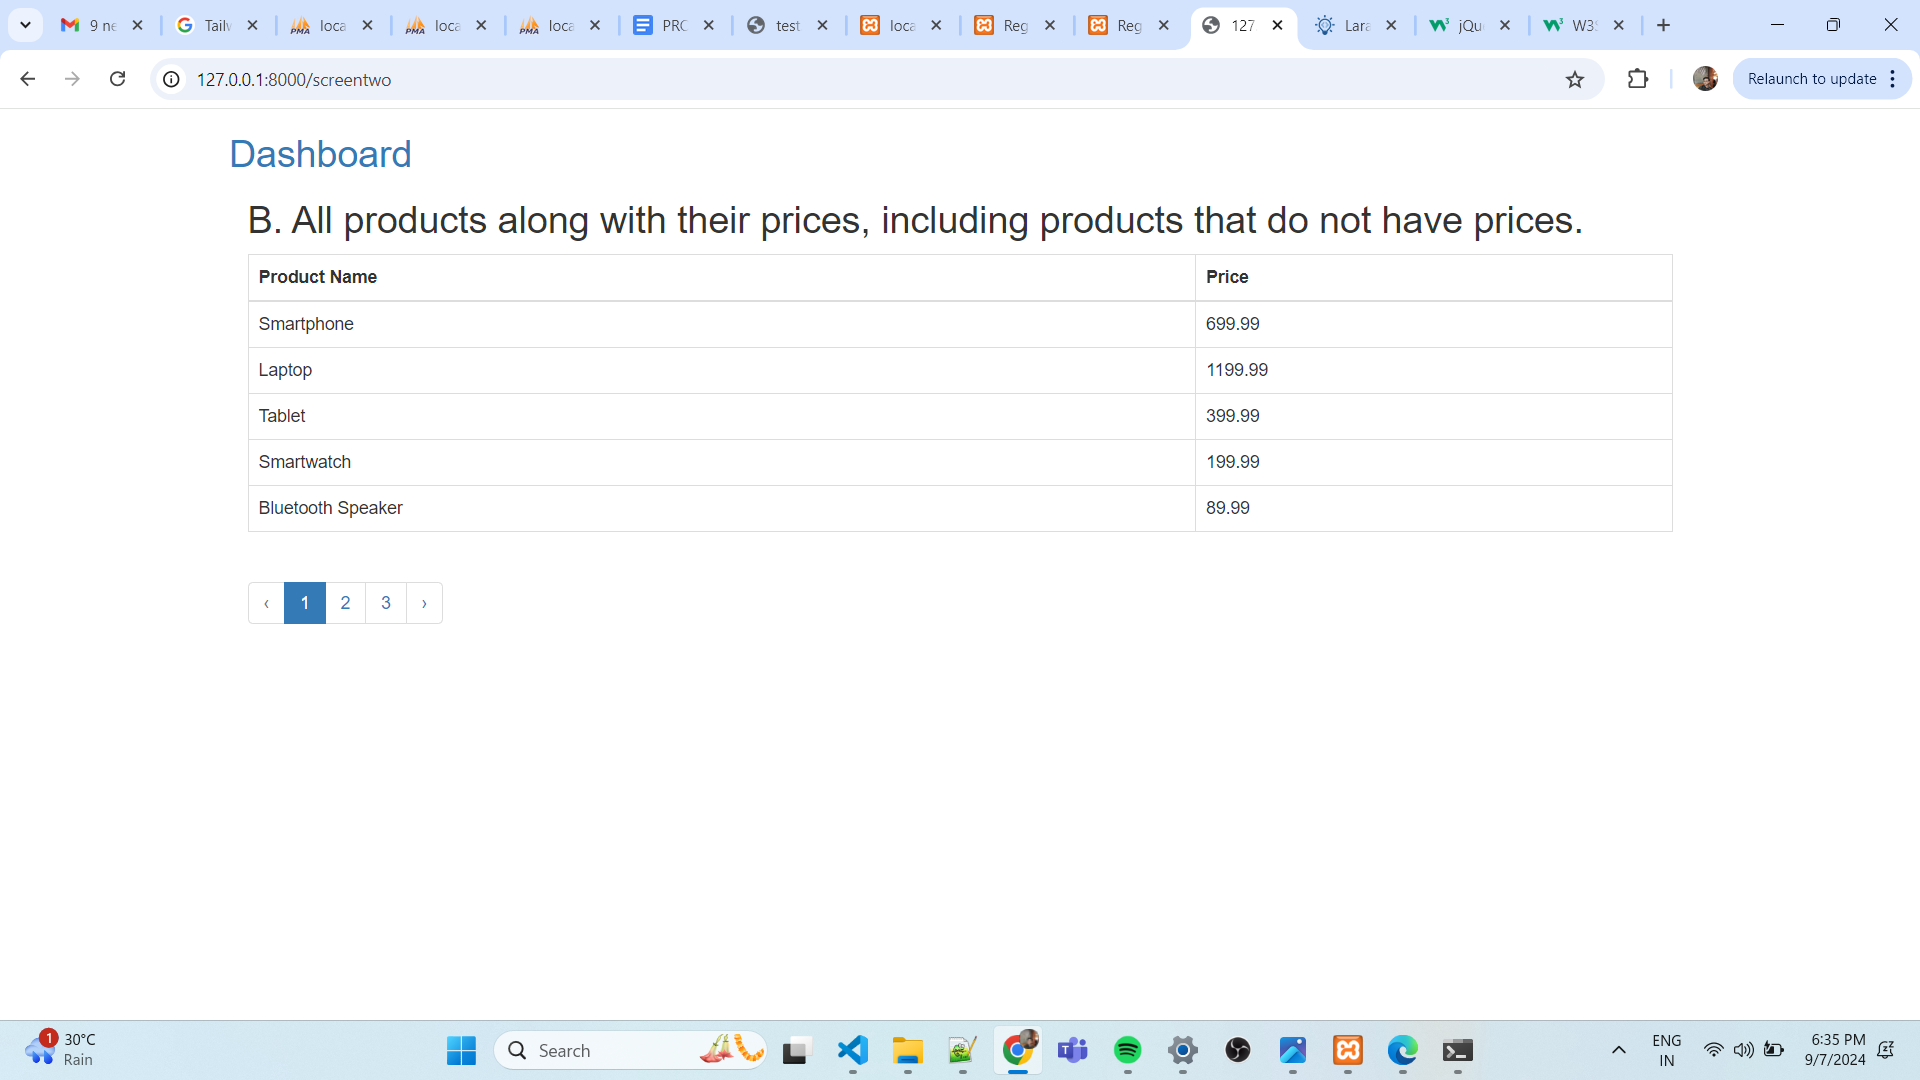 9 ne
Tailw
loca
loca
loca
PRO
test
loca
Reg
Reg
127
Lara
jQu
W3S
127.0.0.1:8000/screentwo
Relaunch to update
Dashboard
B. All products along with their prices, including products that do not have prices.
Product Name Price
Smartphone 699.99
Laptop 1199.99
Tablet 399.99
Smartwatch 199.99
Bluetooth Speaker 89.99
‹ 1 2 3 ›
1
30°C
Rain
Search
ENG
IN
6:35 PM
9/7/2024